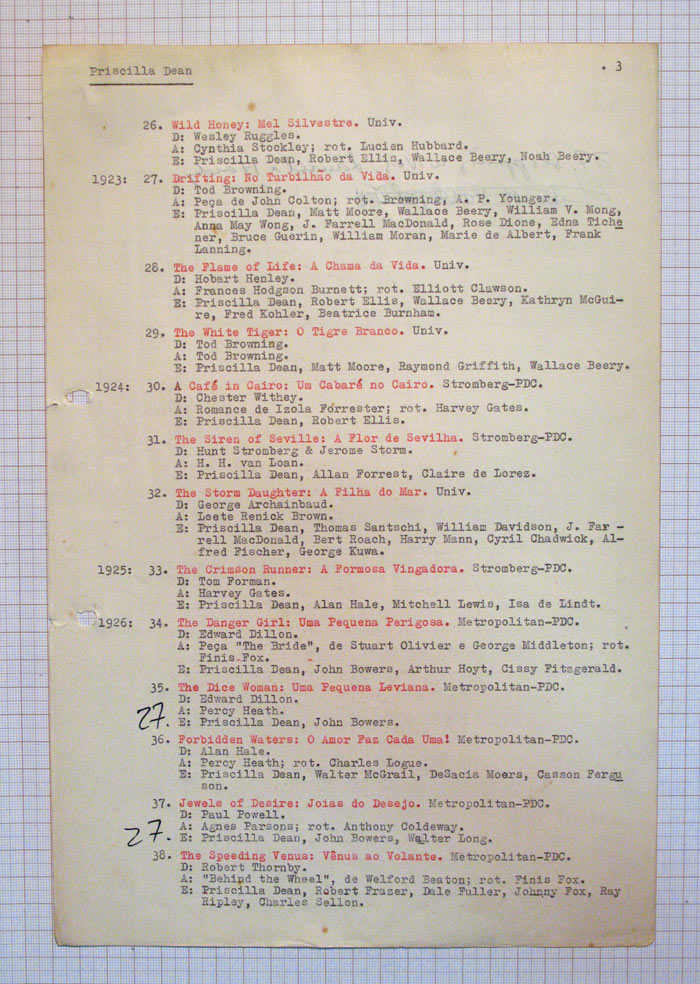 Priscilla Dean
. 3
26. Wild Honey: Mel Silvestre. Univ.
D: Wesley Ruggles.
A: Cynthia Stockley; rot. Lucien Hubbard.
E: Priscilla Dean, Robert Ellis, Wallace Beery, Noah Beery.
1923: 27. Drifting: No Turbilhão da Vida. Univ.
D: Tod Browning.
A: Peça de John Colton; rot. Browning, A. P. Younger.
E: Priscilla Dean, Matt Moore, Wallace Beery, William V. Mong,
Anna May Wong, J. Farrell MacDonald, Rose Dione, Edna Tiche
ner, Bruce Guerin, William Moran, Marie de Albert, Frank
Lanning.
28. The Flame of Life: A Chama da Vida. Univ.
D: Hobart Henley.
A: Frances Hodgson Burnett; rot. Elliott Clawson.
E: Priscilla Dean, Robert Ellis, Wallace Beery, Kathryn McGui-
re, Fred Kohler, Beatrice Burnham.
29. The White Tiger: O Tigre Branco. Univ.
D: Tod Browning.
A: Tod Browning.
E: Priscilla Dean, Matt Moore, Raymond Griffith, Wallace Beery.
1924: 30. A Café in Cairo: Um Cabaré no Cairo. Stromberg-PDC.
D: Chester Withey.
A: Romance de Izola Forrester; rot. Harvey Gates.
E: Priscilla Dean, Robert Ellis.
31. The Siren of Seville: A Flor de Sevilha. Stromberg-PDC.
D: Hunt Stromberg & Jerome Storm.
A: H. H. van Loan.
E: Priscilla Dean, Allan Forrest, Claire de Lorez.
32. The Storm Daughter: A Filha do Mar. Univ.
D: George Archainbaud.
A: Leete Renick Brown.
E: Priscilla Dean, Thomas Santschi, William Davidson, J. Far -
rell MacDonald, Bert Roach, Harry Mann, Cyril Chadwick, Al-
fred Fischer, George Kuwa.
1925: 33. The Crimson Runner: A Formosa Vingadora. Stromberg-PDC.
D: Tom Forman.
A: Harvey Gates.
E: Priscilla Dean, Alan Hale, Mitchell Lewis, Isa de Lindt.
1926: 34. The Danger Girl: Uma Pequena Perigosa. Metropolitan-PDC.
D: Edward Dillon.
A: Peça "The Bride", de Stuart Olivier e George Middleton; rot.
Finis Fox.
E: Priscilla Dean, John Bowers, Arthur Hoyt, Cissy Fitzgerald.
35. The Dice Woman: Uma Pequena Leviana. Metropolitan-PDC.
D: Edward Dillon.
A: Percy Heath.
27. E: Priscilla Dean, John Bowers.
36. Forbidden Waters: O Amor Faz Cada Uma! Metropolitan-PDC.
D: Alan Hale.
A: Percy Heath; rot. Charles Logue.
E: Priscilla Dean, Walter McGrail, DeSacia Moers, Casson Fergu
son.
37. Jewels of Desire: Joias do Desejo. Metropolitan-PDC.
D: Paul Powell.
A: Agnes Parsons; rot. Anthony Coldeway.
27. E: Priscilla Dean, John Bowers, Walter Long.
38. The Speeding Venus: Vênus ao Volante. Metropolitan-PDC.
D: Robert Thornby.
A: "Behind the Wheel", de Welford Beaton; rot. Finis Fox.
E: Priscilla Dean, Robert Frazer, Dale Fuller, Johnny Fox, Ray
Ripley, Charles Sellon.